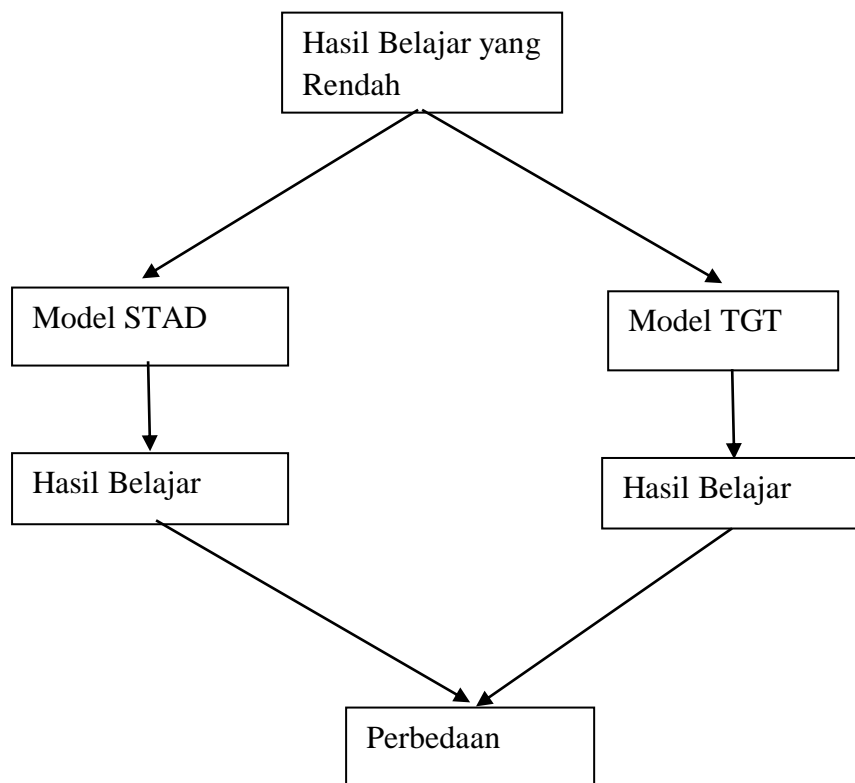 Hasil Belajar yang
Rendah
Model STAD
Model TGT
Hasil Belajar
Hasil Belajar
Perbedaan